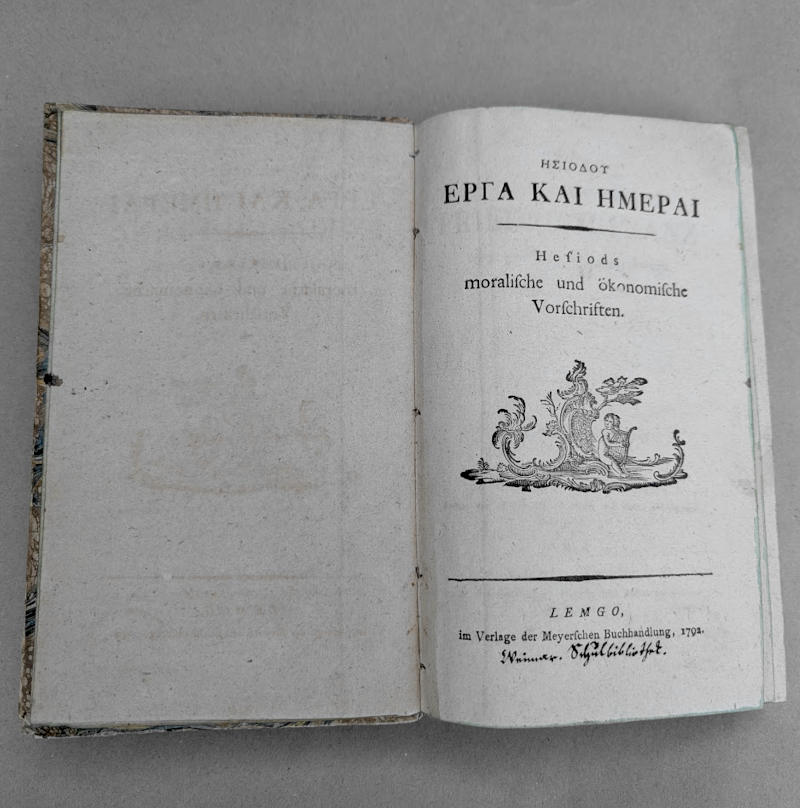 ΗΣΙΟΔΟΥ
ΕΡΓΑ ΚΑΙ ΗΜΕΡΑΙ
Heſiods
moraliſche und ökonomiſche
Vorſchriften.
LEMGO,
im Verlage der Meyerſchen Buchhandlung, 1792.
Weimar. Schulbibliothek.